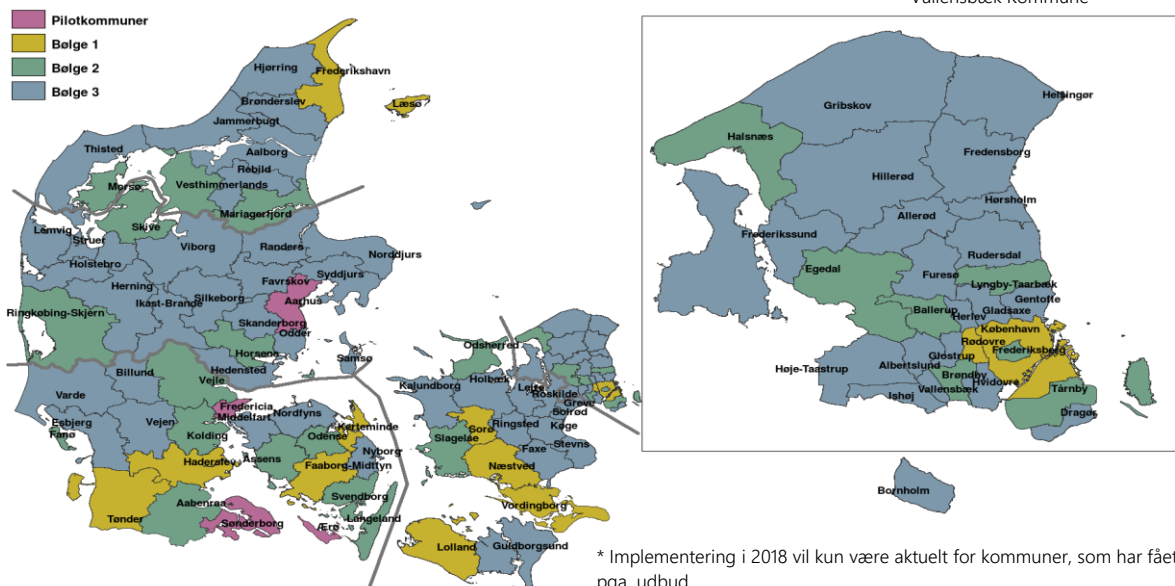 Vallensbæk Kommune
Pilotkommuner
Bølge 1
Bølge 2
Bølge 3
Hjørring
Frederikshavn
Læsø
Brønderslev
Jammerbugt
Thisted
Aalborg
Rebild
Morsø
Vesthimmerlands
Mariagerfjord
Skive
Lemvig
Struer
Viborg
Randers
Norddjurs
Holstebro
Syddjurs
Favrskov
Herning
Silkeborg
Aarhus
Ikast-Brande
Ringkøbing-Skjern
Skanderborg
Odder
Horsens
Samsø
Hedensted
Billund
Vejle
Varde
Fredericia
Middelfart
Nordfyns
Kerteminde
Esbjerg
Fanø
Vejen
Kolding
Odense
Assens
Nyborg
Haderslev
Faaborg-Midtfyn
Svendborg
Aabenraa
Langeland
Tønder
Sønderborg
Ærø
Odsherred
Kalundborg
Holbæk
Lejre
Roskilde
Greve
Solrød
Sorø
Ringsted
Køge
Slagelse
Stevns
Faxe
Næstved
Vordingborg
Lolland
Guldborgsund
Helsingør
Gribskov
Halsnæs
Fredensborg
Hillerød
Hørsholm
Allerød
Frederikssund
Rudersdal
Egedal
Furesø
Lyngby-Taarbæk
Gentofte
Ballerup
Herlev
Gladsaxe
København
Rødovre
Frederiksberg
Glostrup
Høje-Taastrup
Albertslund
Brøndby
Hvidovre
Vallensbæk
Ishøj
Tårnby
Dragør
Bornholm
* Implementering i 2018 vil kun være aktuelt for kommuner, som har fået
pga. udbud